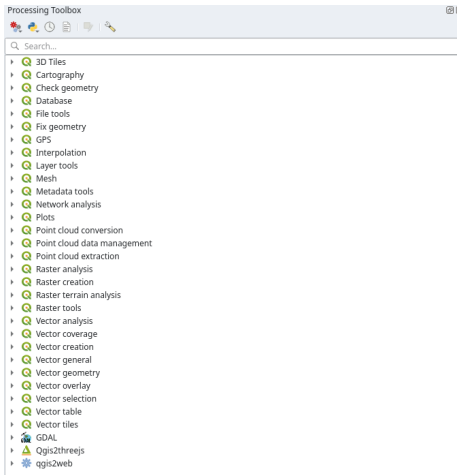 Processing Toolbox
Search...
3D Tiles
Cartography
Check geometry
Database
File tools
Fix geometry
GPS
Interpolation
Layer tools
Mesh
Metadata tools
Network analysis
Plots
Point cloud conversion
Point cloud data management
Point cloud extraction
Raster analysis
Raster creation
Raster terrain analysis
Raster tools
Vector analysis
Vector coverage
Vector creation
Vector general
Vector geometry
Vector overlay
Vector selection
Vector table
Vector tiles
GDAL
Qgis2threejs
qgis2web